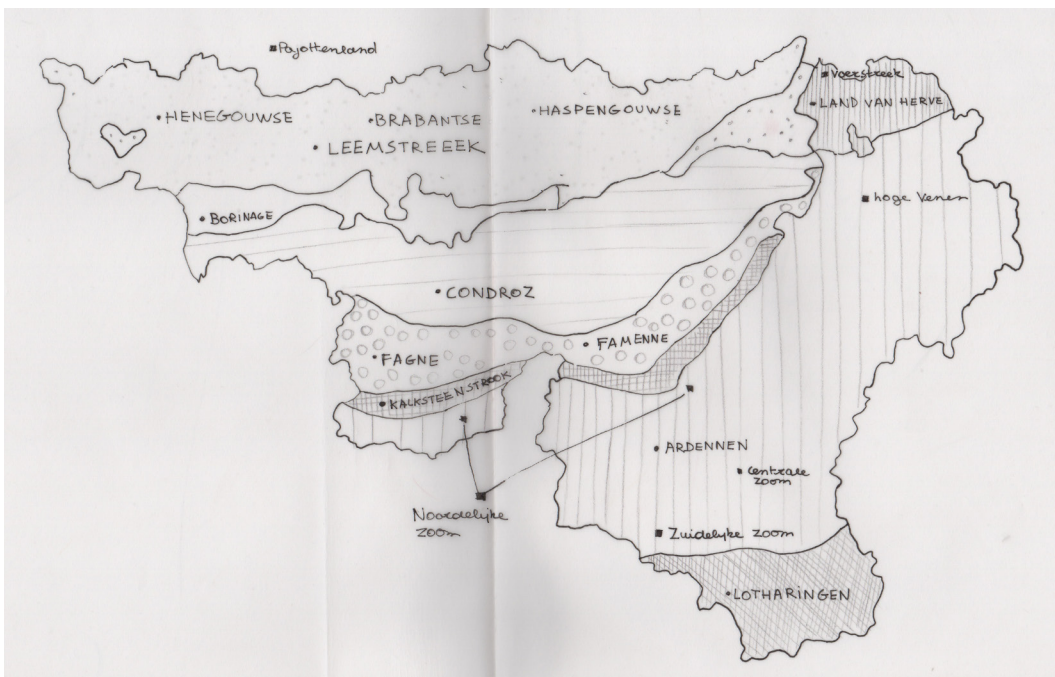 Pajottenland
Voerstreek
LAND VAN HERVE
HENEGOUWSE
BRABANTSE
HASPENGOUWSE
LEEMSTREEEK
hoge Venen
BORINAGE
CONDROZ
FAMENNE
FAGNE
KALKSTEENSTROOK
ARDENNEN
Centrale
zoom
Noordelijke
zoom
Zuidelijke zoom
LOTHARINGEN